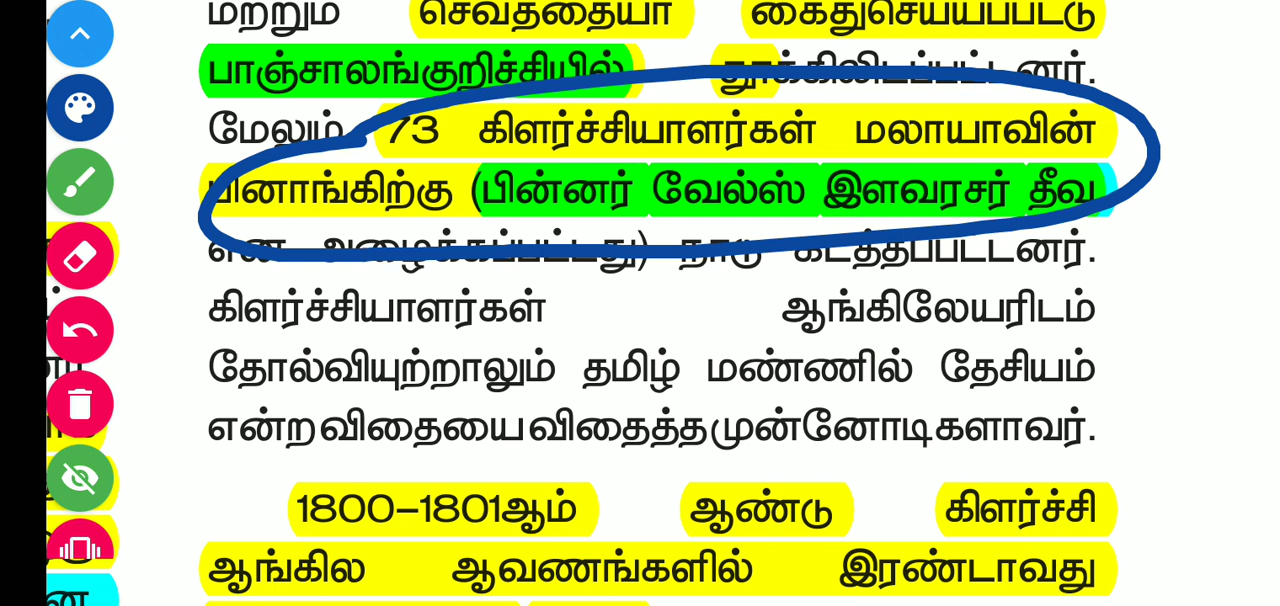 மற்றும் செவத்தையா கைதுசெய்யப்பட்டு
பாஞ்சாலங்குறிச்சியில் தூக்கிலிடப்பட்டனர்.
மேலும் 73 கிளர்ச்சியாளர்கள் மலாயாவின்
பினாங்கிற்கு (பின்னர் வேல்ஸ் இளவரசர் தீவு
என அழைக்கப்பட்டது) நாடு கடத்தப்பட்டனர்.
கிளர்ச்சியாளர்கள் ஆங்கிலேயரிடம்
தோல்வியுற்றாலும் தமிழ் மண்ணில் தேசியம்
என்ற விதையை விதைத்த முன்னோடிகளாவர்.
1800-1801ஆம் ஆண்டு கிளர்ச்சி
ஆங்கில ஆவணங்களில் இரண்டாவது